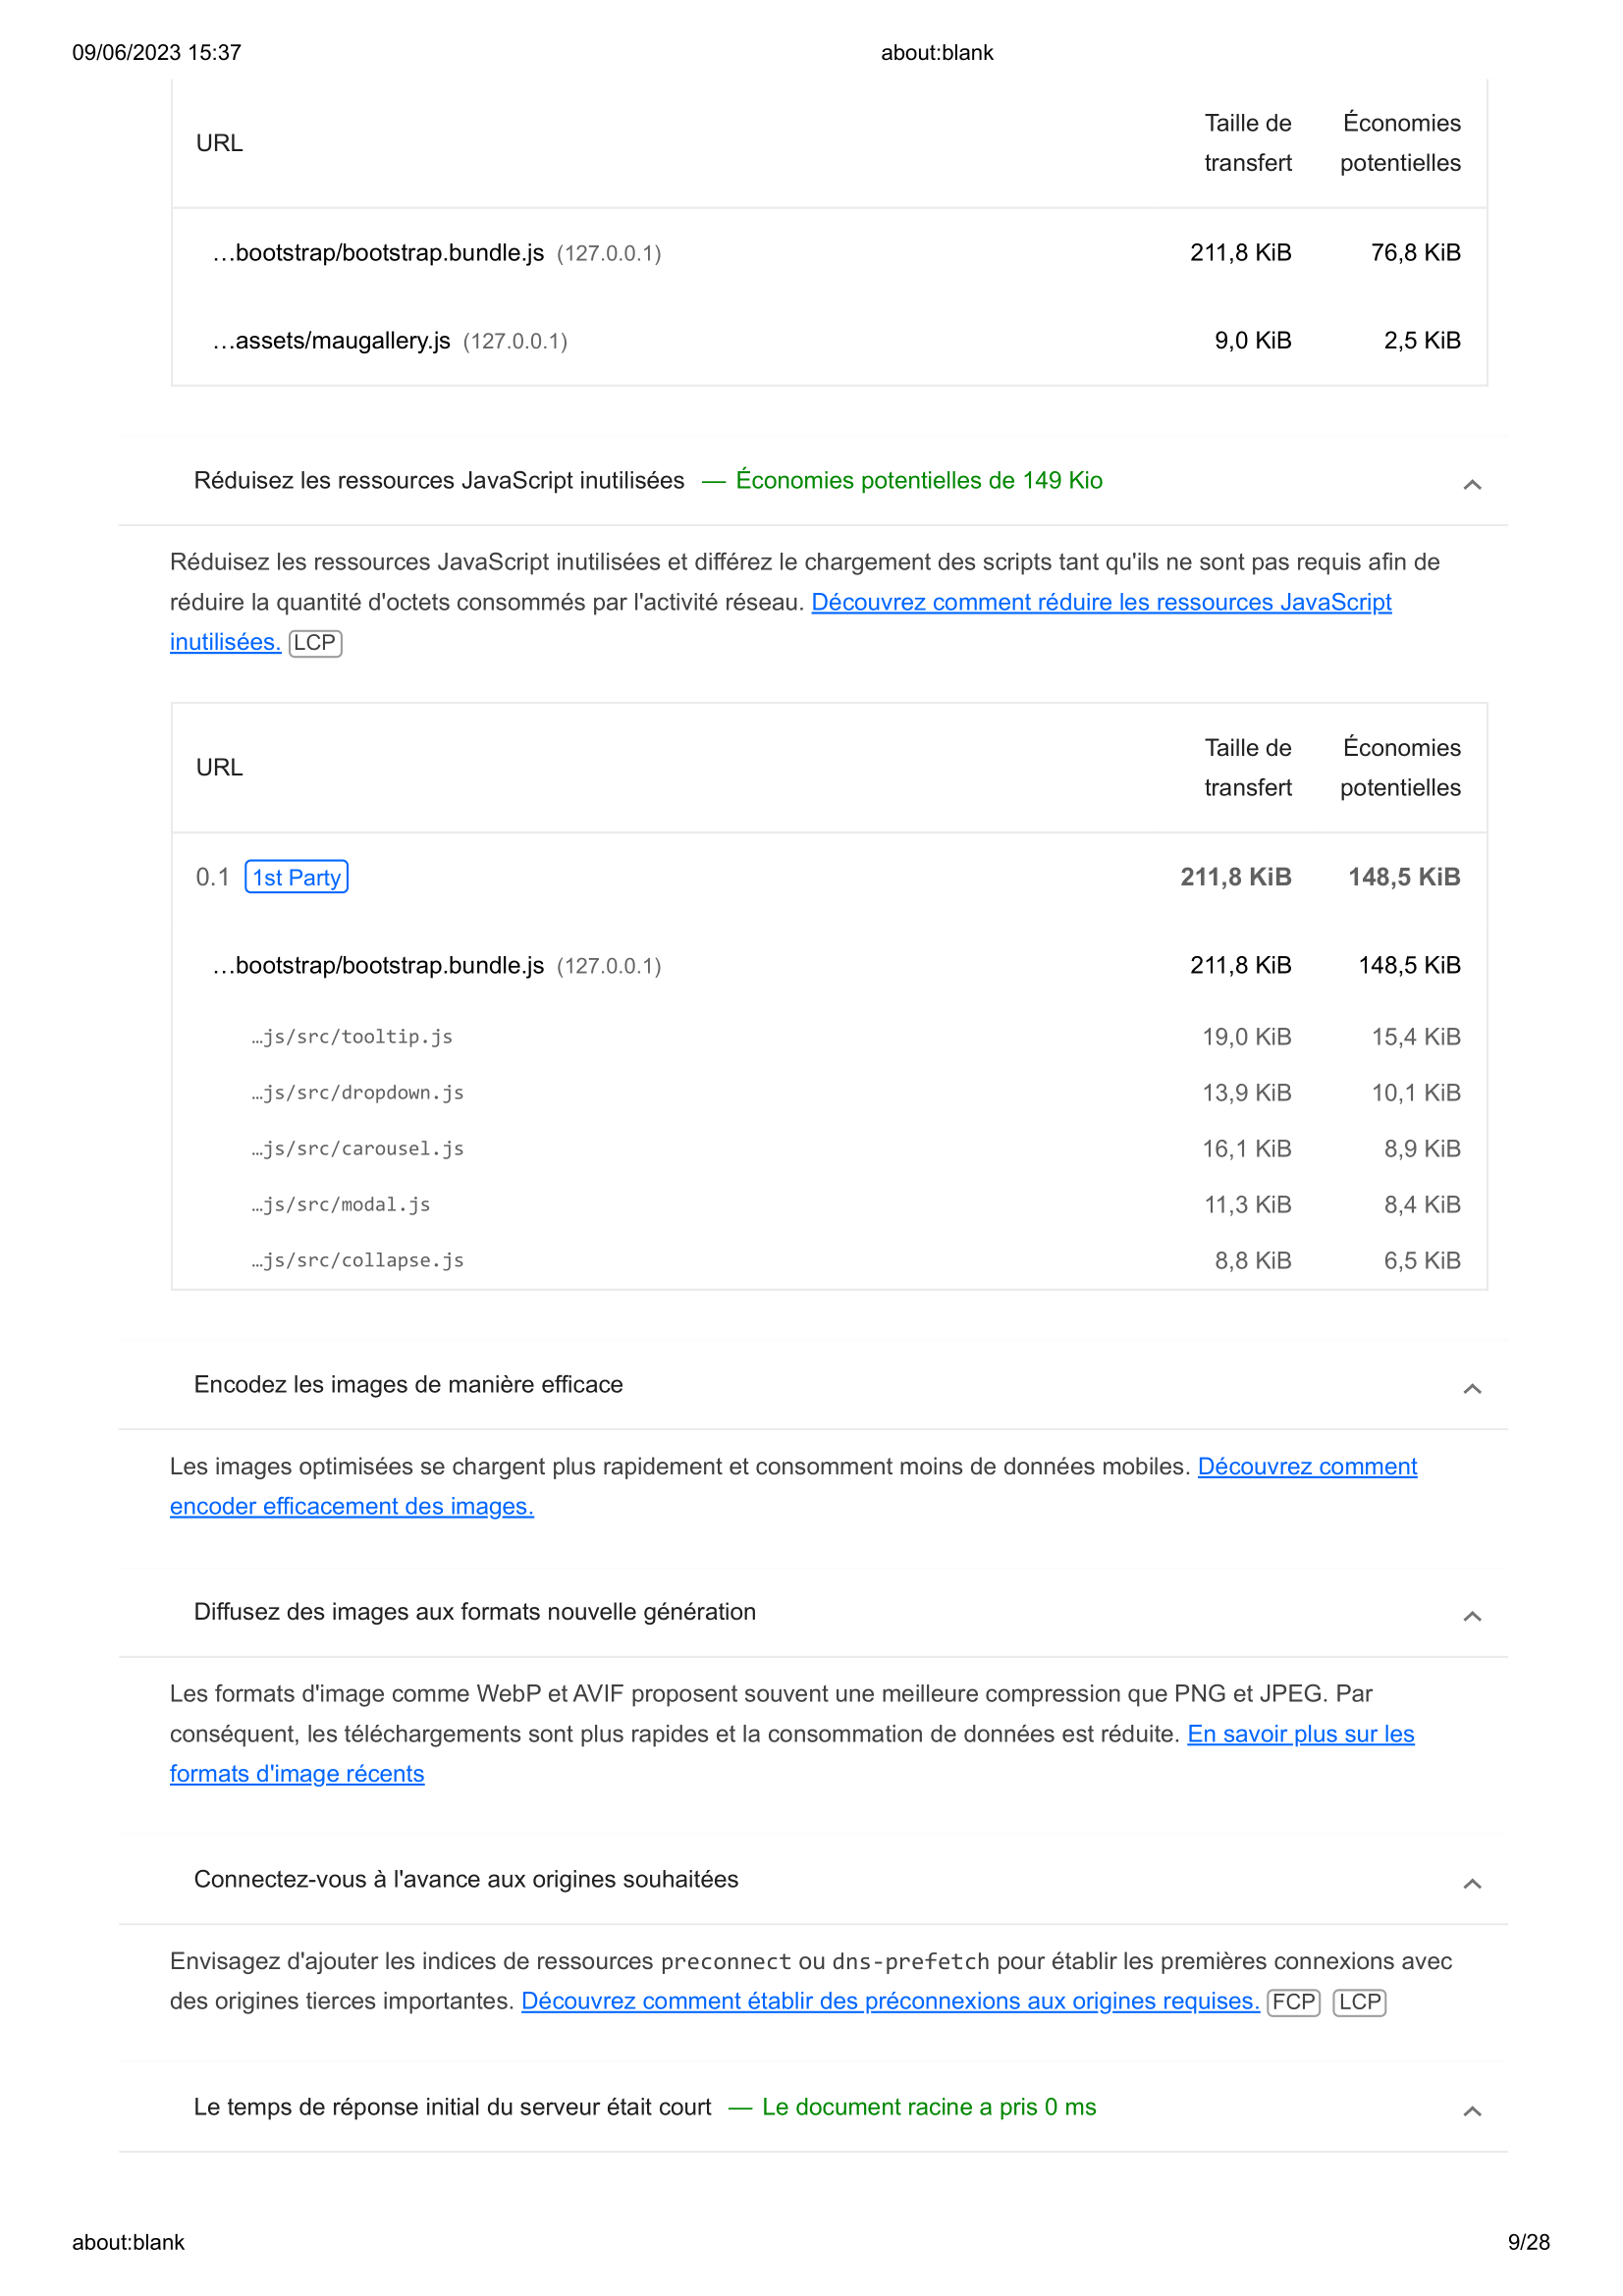 09/06/2023 15:37 about:blank
URL Taille de transfert Économies potentielles
…bootstrap/bootstrap.bundle.js (127.0.0.1) 211,8 KiB 76,8 KiB
…assets/maugallery.js (127.0.0.1) 9,0 KiB 2,5 KiB
Réduisez les ressources JavaScript inutilisées — Économies potentielles de 149 Kio
Réduisez les ressources JavaScript inutilisées et différez le chargement des scripts tant qu'ils ne sont pas requis afin de
réduire la quantité d'octets consommés par l'activité réseau. Découvrez comment réduire les ressources JavaScript
inutilisées. LCP
URL Taille de transfert Économies potentielles
0.1 1st Party 211,8 KiB 148,5 KiB
…bootstrap/bootstrap.bundle.js (127.0.0.1) 211,8 KiB 148,5 KiB
…js/src/tooltip.js 19,0 KiB 15,4 KiB
…js/src/dropdown.js 13,9 KiB 10,1 KiB
…js/src/carousel.js 16,1 KiB 8,9 KiB
…js/src/modal.js 11,3 KiB 8,4 KiB
…js/src/collapse.js 8,8 KiB 6,5 KiB
Encodez les images de manière efficace
Les images optimisées se chargent plus rapidement et consomment moins de données mobiles. Découvrez comment
encoder efficacement des images.
Diffusez des images aux formats nouvelle génération
Les formats d'image comme WebP et AVIF proposent souvent une meilleure compression que PNG et JPEG. Par
conséquent, les téléchargements sont plus rapides et la consommation de données est réduite. En savoir plus sur les
formats d'image récents
Connectez-vous à l'avance aux origines souhaitées
Envisagez d'ajouter les indices de ressources preconnect ou dns-prefetch pour établir les premières connexions avec
des origines tierces importantes. Découvrez comment établir des préconnexions aux origines requises. FCP LCP
Le temps de réponse initial du serveur était court — Le document racine a pris 0 ms
about:blank 9/28